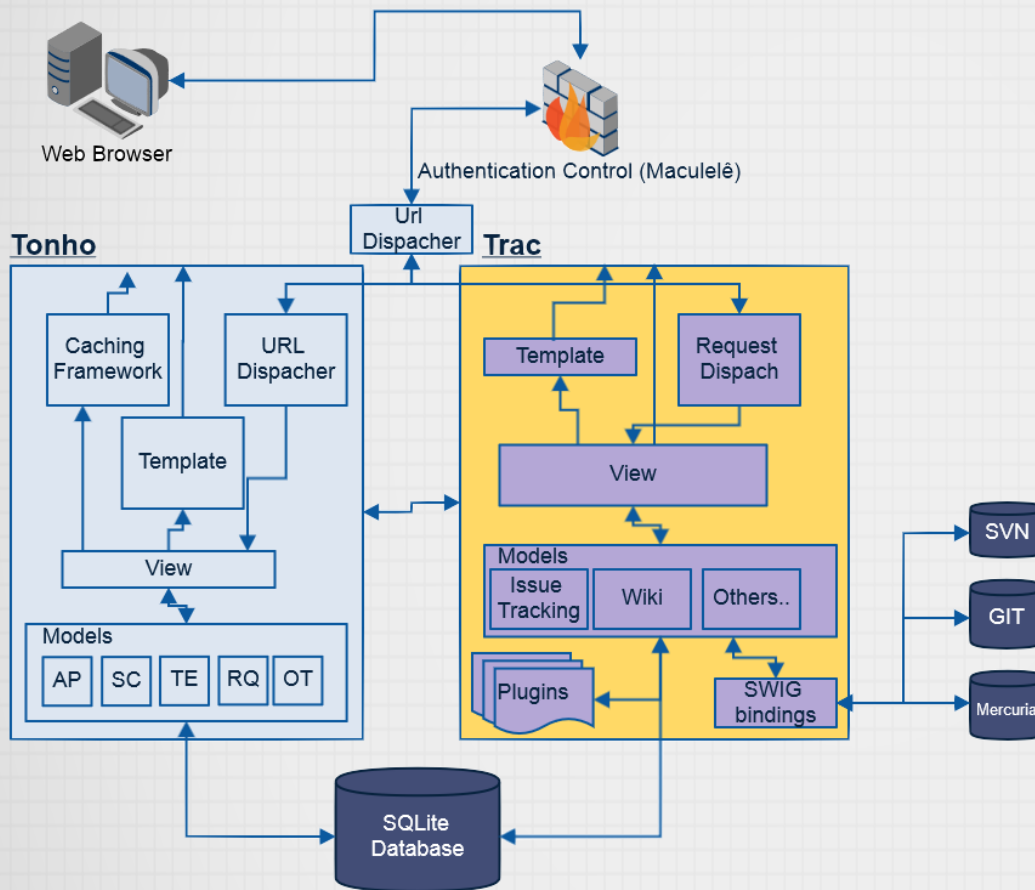 Web Browser
Authentication Control (Maculelê)
Url
Dispacher
Tonho
Trac
Caching
Framework
URL
Dispacher
Template
View
Models
AP
SC
TE
RQ
OT
Template
Request
Dispach
View
Models
Issue
Tracking
Wiki
Others..
Plugins
SWIG
bindings
SVN
GIT
Mercurial
SQLite
Database